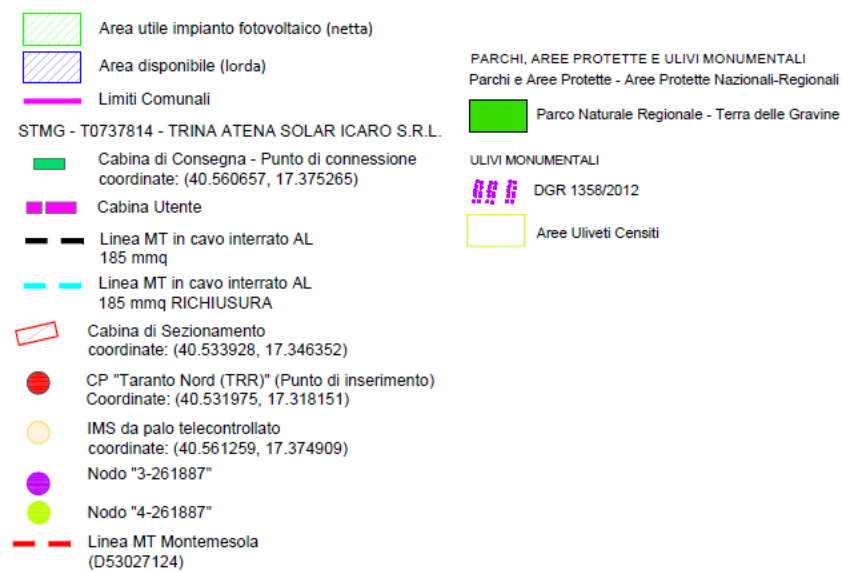 Area utile impianto fotovoltaico (netta)
Area disponibile (lorda)
Limiti Comunali
STMG - T0737814 - TRINA ATENA SOLAR ICARO S.R.L.
Cabina di Consegna - Punto di connessione
coordinate: (40.560657, 17.375265)
Cabina Utente
Linea MT in cavo interrato AL
185 mmq
Linea MT in cavo interrato AL
185 mmq RICHIUSURA
Cabina di Sezionamento
coordinate: (40.533928, 17.346352)
CP "Taranto Nord (TRR)" (Punto di inserimento)
Coordinate: (40.531975, 17.318151)
IMS da palo telecontrollato
coordinate: (40.561259, 17.374909)
Nodo "3-261887"
Nodo "4-261887"
Linea MT Montemesola
(D53027124)
PARCHI, AREE PROTETTE E ULIVI MONUMENTALI
Parchi e Aree Protette - Aree Protette Nazionali-Regionali
Parco Naturale Regionale - Terra delle Gravine
ULIVI MONUMENTALI
DGR 1358/2012
Aree Uliveti Censiti